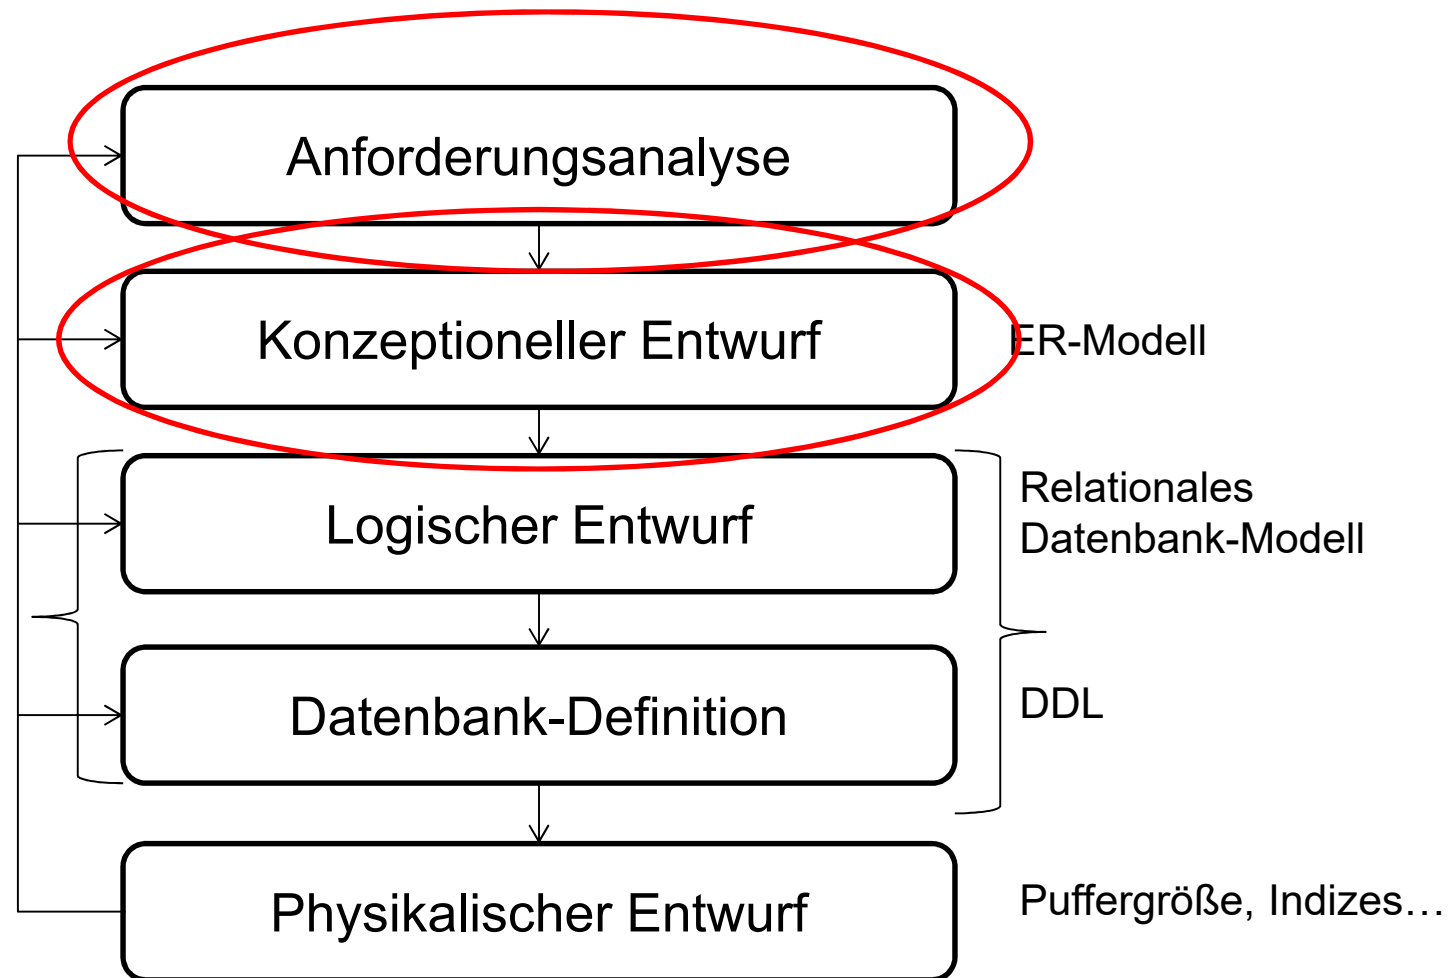 Anforderungsanalyse
Konzeptioneller Entwurf
ER-Modell
Logischer Entwurf
Relationales
Datenbank-Modell
Datenbank-Definition
DDL
Physikalischer Entwurf
Puffergröße, Indizes…